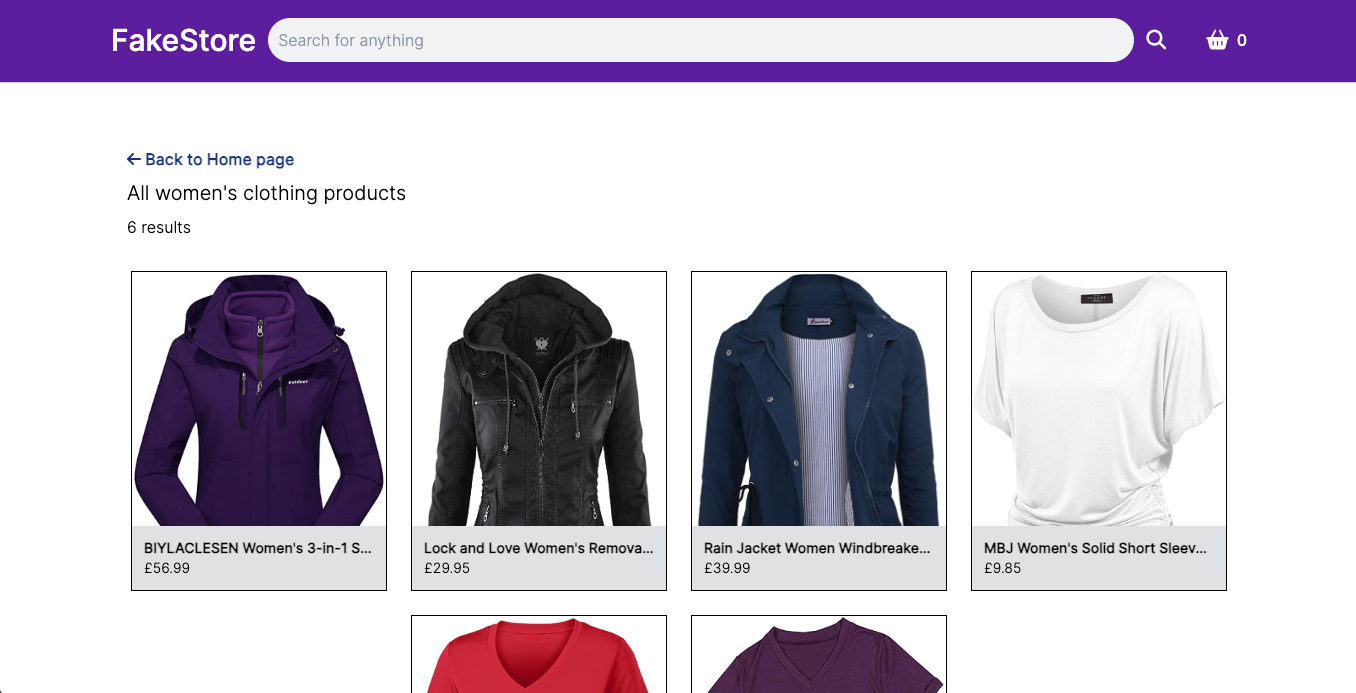 FakeStore
Search for anything
0
Back to Home page
All women's clothing products
6 results
outdoor
BIYLACLESEN Women's 3-in-1 S...
£56.99
Lock and Love Women's Remova...
£29.95
Rain Jacket Women Windbreake...
£39.99
MBJ Women's Solid Short Sleev...
£9.85